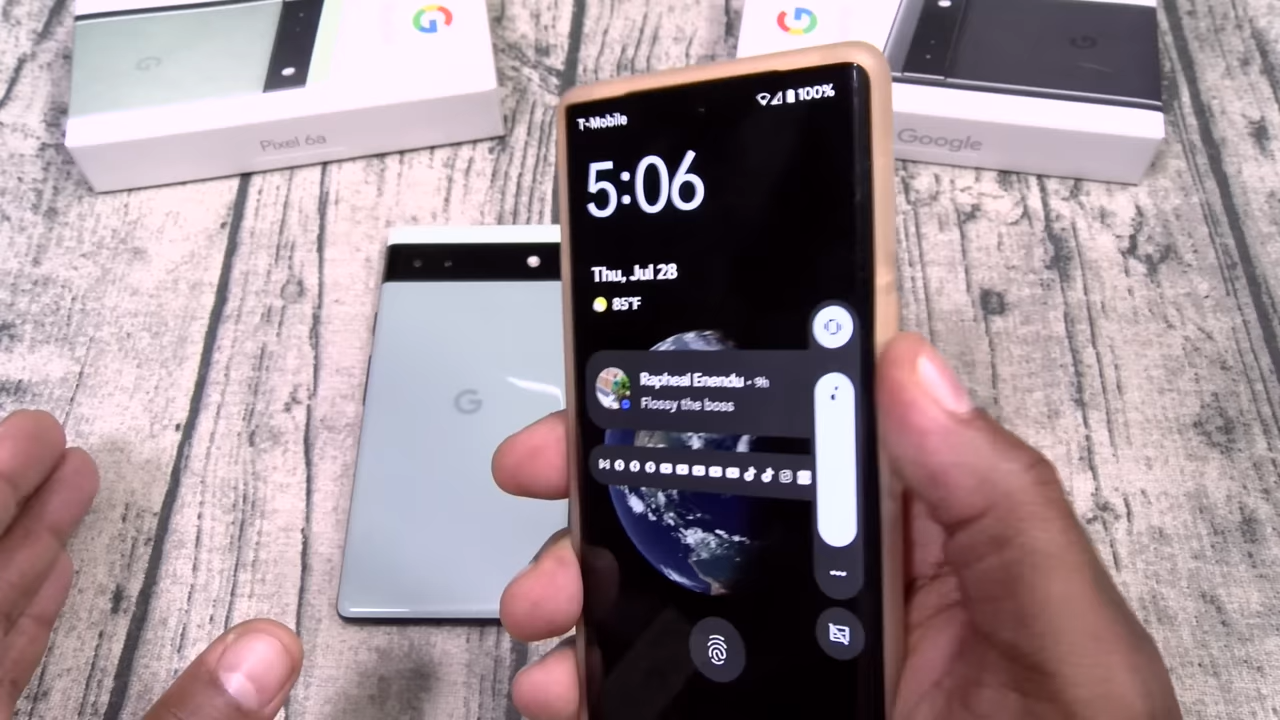 Pixel 6a
Google
T-Mobile
100%
5:06
Thu, Jul 28
85°F
Rapheal Enendu • 9h
Flossy the boss